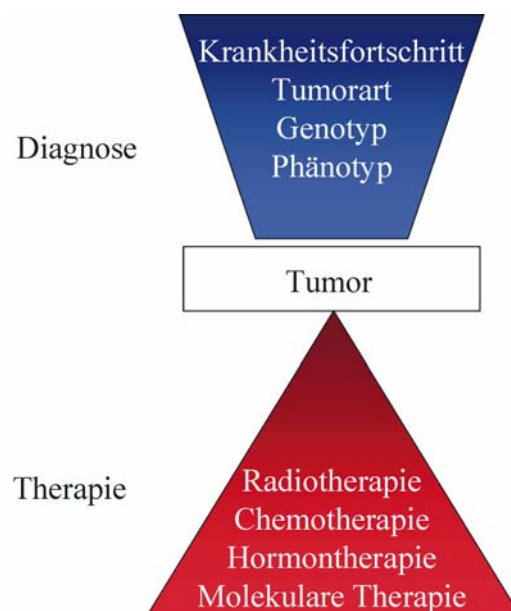 Krankheitsfortschritt
Tumorart
Genotyp
Phänotyp
Diagnose
Tumor
Therapie
Radiotherapie
Chemotherapie
Hormontherapie
Molekulare Therapie